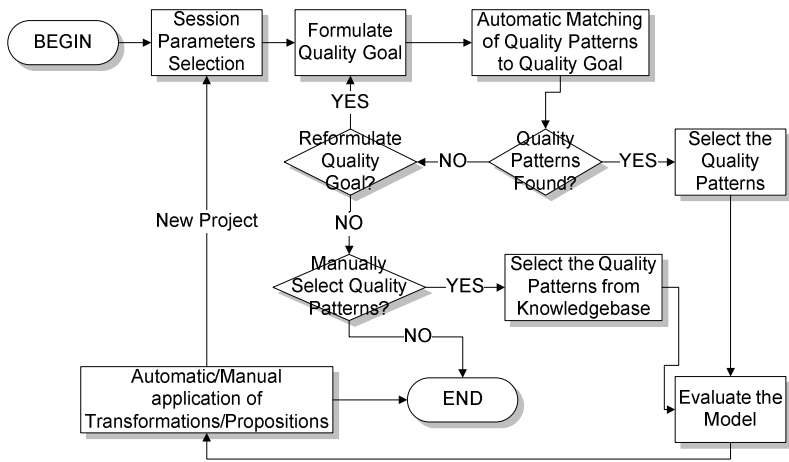 BEGIN
Session
Parameters
Selection
Formulate
Quality Goal
Automatic Matching
of Quality Patterns
to Quality Goal
YES
Reformulate
Quality
Goal?
NO
Quality
Patterns
Found?
YES
Select the
Quality
Patterns
New Project
NO
Manually
Select Quality
Patterns?
YES
Select the Quality
Patterns from
Knowledgebase
NO
Automatic/Manual
application of
Transformations/Propositions
END
Evaluate the
Model